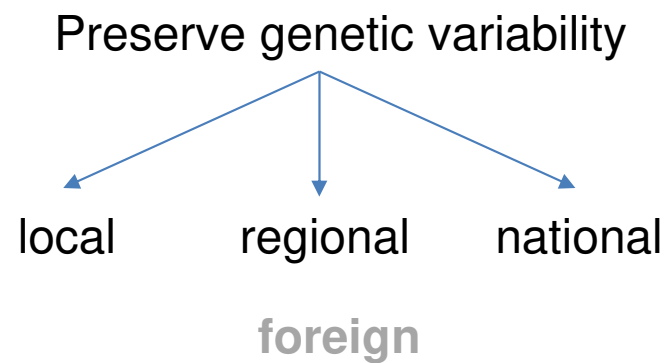 Preserve genetic variability
local regional national
foreign